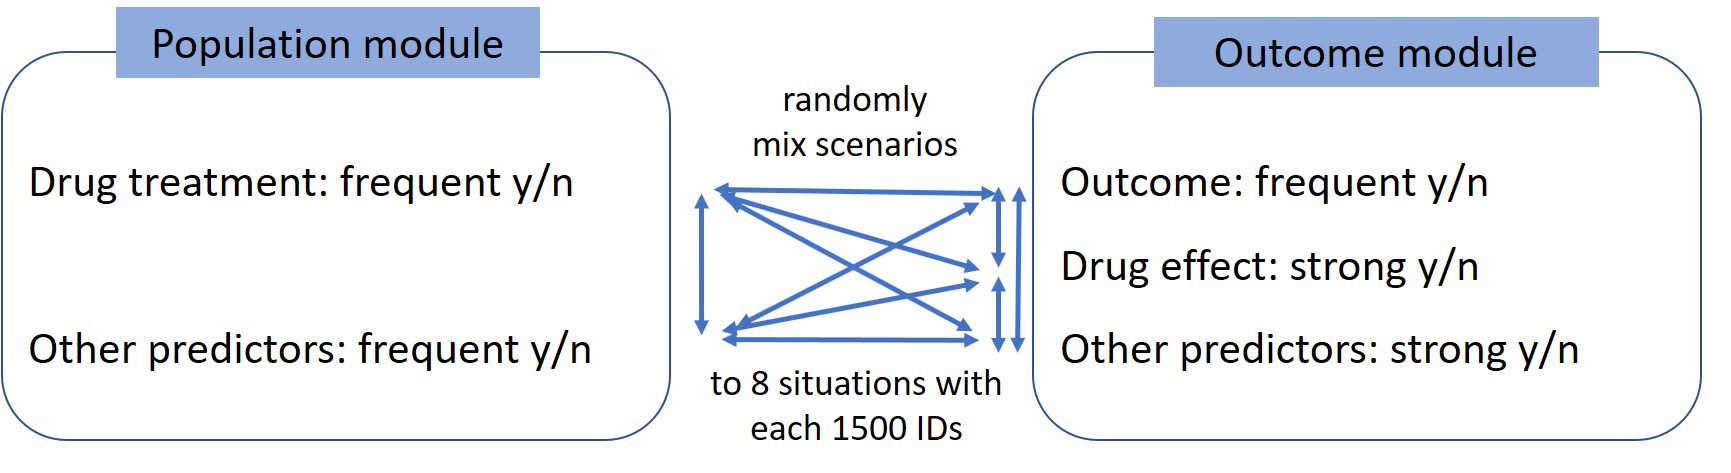 Population module
Drug treatment: frequent y/n
Other predictors: frequent y/n
randomly
mix scenarios
to 8 situations with
each 1500 IDs
Outcome module
Outcome: frequent y/n
Drug effect: strong y/n
Other predictors: strong y/n